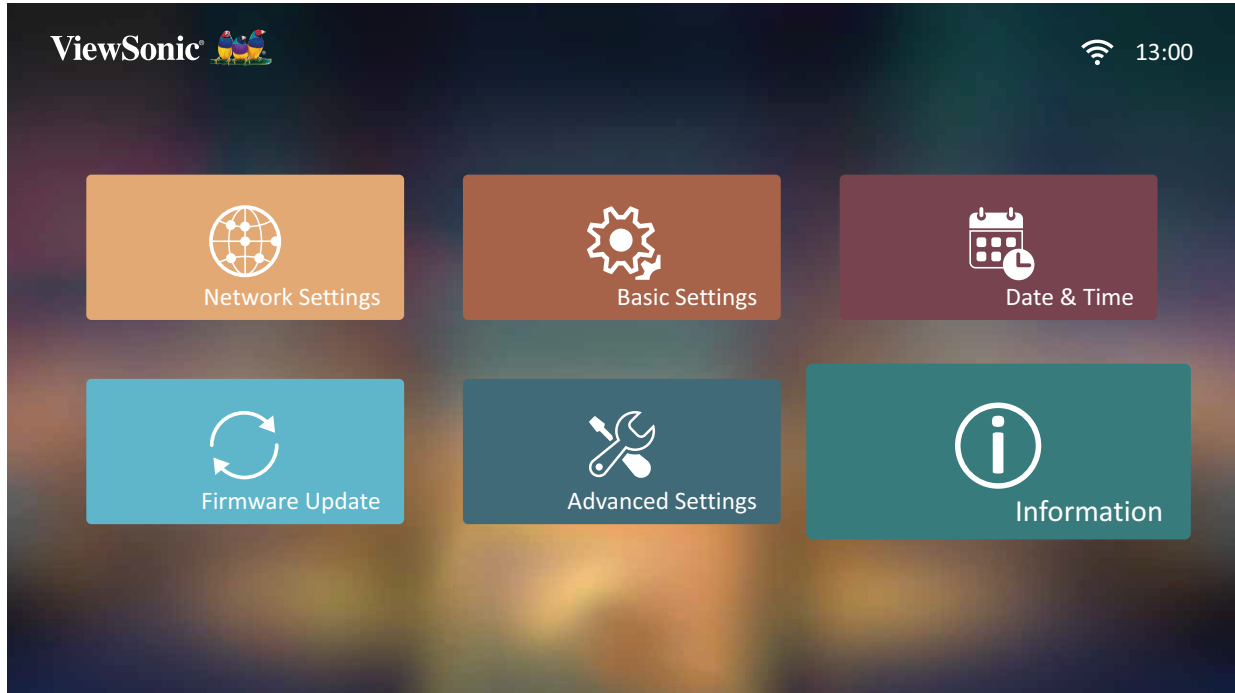 ViewSonic® 13:00
Network Settings
Basic Settings
Date & Time
Firmware Update
Advanced Settings
Information